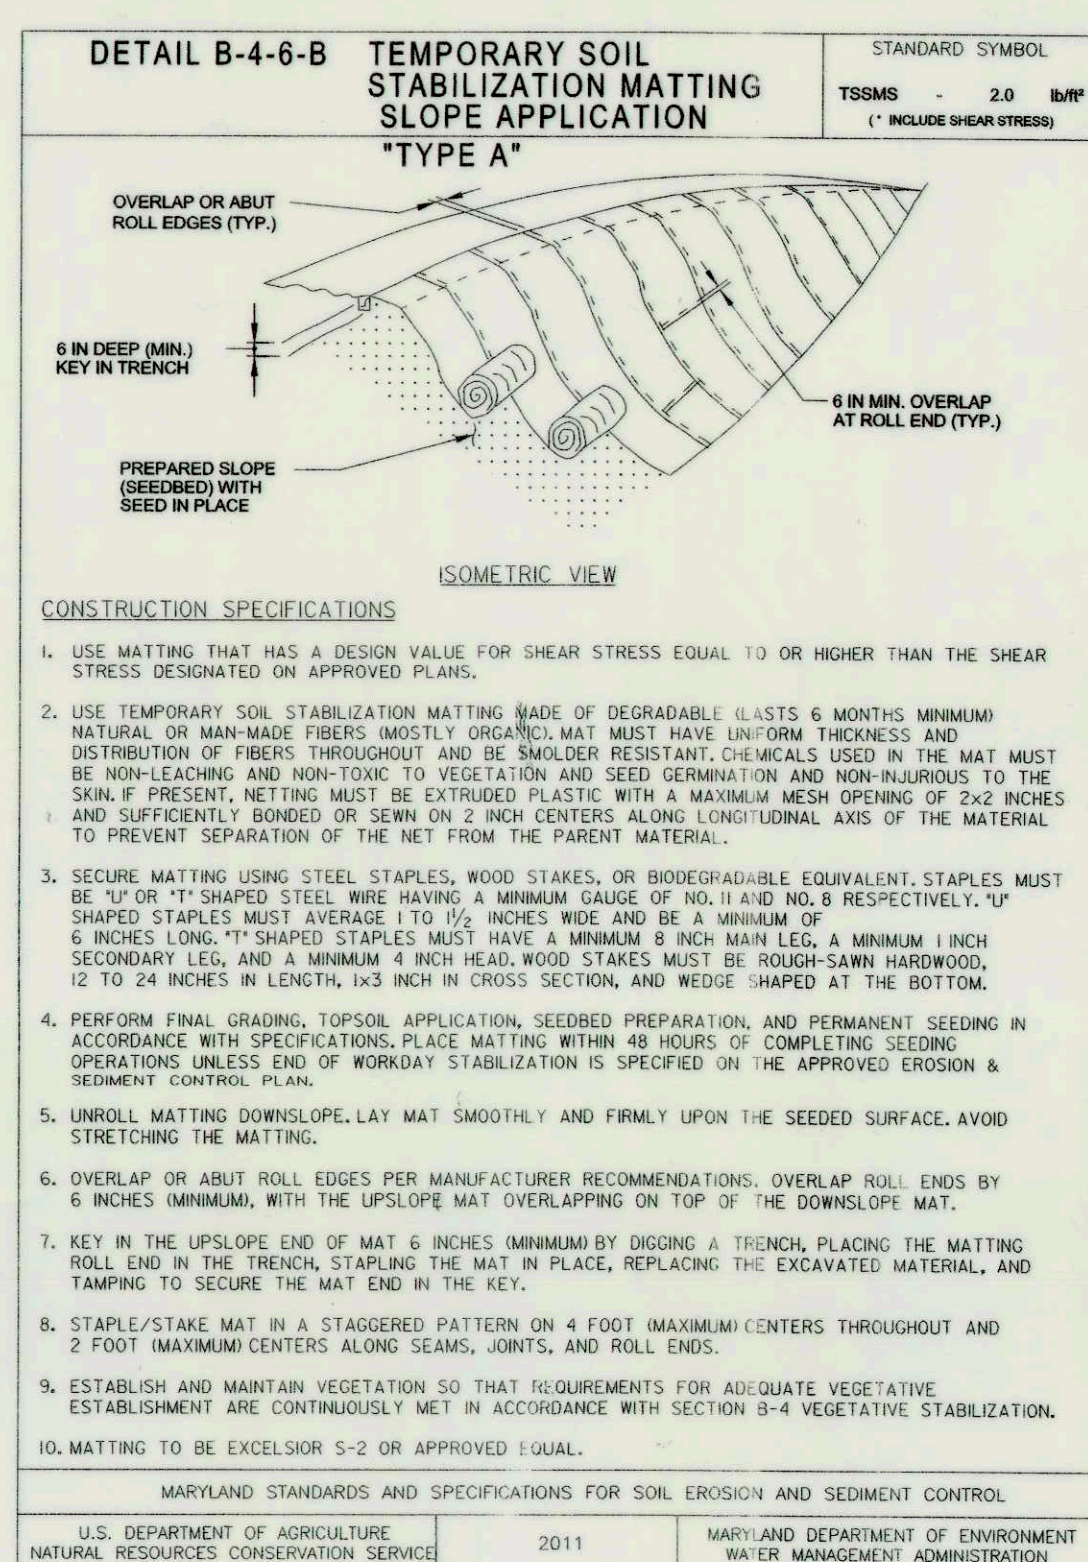 DETAIL B-4-6-B TEMPORARY SOIL
STABILIZATION MATTING
SLOPE APPLICATION
"TYPE A"
STANDARD SYMBOL
TSSMS - 2.0 lb/ft²
(* INCLUDE SHEAR STRESS)
OVERLAP OR ABUT
ROLL EDGES (TYP.)
6 IN DEEP (MIN.)
KEY IN TRENCH
6 IN MIN. OVERLAP
AT ROLL END (TYP.)
PREPARED SLOPE
(SEEDBED) WITH
SEED IN PLACE
ISOMETRIC VIEW
CONSTRUCTION SPECIFICATIONS
1. USE MATTING THAT HAS A DESIGN VALUE FOR SHEAR STRESS EQUAL TO OR HIGHER THAN THE SHEAR
STRESS DESIGNATED ON APPROVED PLANS.
2. USE TEMPORARY SOIL STABILIZATION MATTING MADE OF DEGRADABLE (LASTS 6 MONTHS MINIMUM)
NATURAL OR MAN-MADE FIBERS (MOSTLY ORGANIC). MAT MUST HAVE UNIFORM THICKNESS AND
DISTRIBUTION OF FIBERS THROUGHOUT AND BE SMOLDER RESISTANT. CHEMICALS USED IN THE MAT MUST
BE NON-LEACHING AND NON-TOXIC TO VEGETATION AND SEED GERMINATION AND NON-INJURIOUS TO THE
SKIN. IF PRESENT, NETTING MUST BE EXTRUDED PLASTIC WITH A MAXIMUM MESH OPENING OF 2x2 INCHES
AND SUFFICIENTLY BONDED OR SEWN ON 2 INCH CENTERS ALONG LONGITUDINAL AXIS OF THE MATERIAL
TO PREVENT SEPARATION OF THE NET FROM THE PARENT MATERIAL.
3. SECURE MATTING USING STEEL STAPLES, WOOD STAKES, OR BIODEGRADABLE EQUIVALENT. STAPLES MUST
BE "U" OR "T" SHAPED STEEL WIRE HAVING A MINIMUM GAUGE OF NO. 11 AND NO. 8 RESPECTIVELY. "U"
SHAPED STAPLES MUST AVERAGE 1 TO 1 1/2 INCHES WIDE AND BE A MINIMUM OF
6 INCHES LONG. "T" SHAPED STAPLES MUST HAVE A MINIMUM 8 INCH MAIN LEG, A MINIMUM 1 INCH
SECONDARY LEG, AND A MINIMUM 4 INCH HEAD. WOOD STAKES MUST BE ROUGH-SAWN HARDWOOD,
12 TO 24 INCHES IN LENGTH, 1x3 INCH IN CROSS SECTION, AND WEDGE SHAPED AT THE BOTTOM.
4. PERFORM FINAL GRADING, TOPSOIL APPLICATION, SEEDBED PREPARATION, AND PERMANENT SEEDING IN
ACCORDANCE WITH SPECIFICATIONS. PLACE MATTING WITHIN 48 HOURS OF COMPLETING SEEDING
OPERATIONS UNLESS END OF WORKDAY STABILIZATION IS SPECIFIED ON THE APPROVED EROSION &
SEDIMENT CONTROL PLAN.
5. UNROLL MATTING DOWNSLOPE. LAY MAT SMOOTHLY AND FIRMLY UPON THE SEEDED SURFACE. AVOID
STRETCHING THE MATTING.
6. OVERLAP OR ABUT ROLL EDGES PER MANUFACTURER RECOMMENDATIONS. OVERLAP ROLL ENDS BY
6 INCHES (MINIMUM), WITH THE UPSLOPE MAT OVERLAPPING ON TOP OF THE DOWNSLOPE MAT.
7. KEY IN THE UPSLOPE END OF MAT 6 INCHES (MINIMUM) BY DIGGING A TRENCH, PLACING THE MATTING
ROLL END IN THE TRENCH, STAPLING THE MAT IN PLACE, REPLACING THE EXCAVATED MATERIAL, AND
TAMPING TO SECURE THE MAT END IN THE KEY.
8. STAPLE/STAKE MAT IN A STAGGERED PATTERN ON 4 FOOT (MAXIMUM) CENTERS THROUGHOUT AND
2 FOOT (MAXIMUM) CENTERS ALONG SEAMS, JOINTS, AND ROLL ENDS.
9. ESTABLISH AND MAINTAIN VEGETATION SO THAT REQUIREMENTS FOR ADEQUATE VEGETATIVE
ESTABLISHMENT ARE CONTINUOUSLY MET IN ACCORDANCE WITH SECTION B-4 VEGETATIVE STABILIZATION.
10. MATTING TO BE EXCELSIOR S-2 OR APPROVED EQUAL.
MARYLAND STANDARDS AND SPECIFICATIONS FOR SOIL EROSION AND SEDIMENT CONTROL
U.S. DEPARTMENT OF AGRICULTURE
NATURAL RESOURCES CONSERVATION SERVICE
2011
MARYLAND DEPARTMENT OF ENVIRONMENT
WATER MANAGEMENT ADMINISTRATION